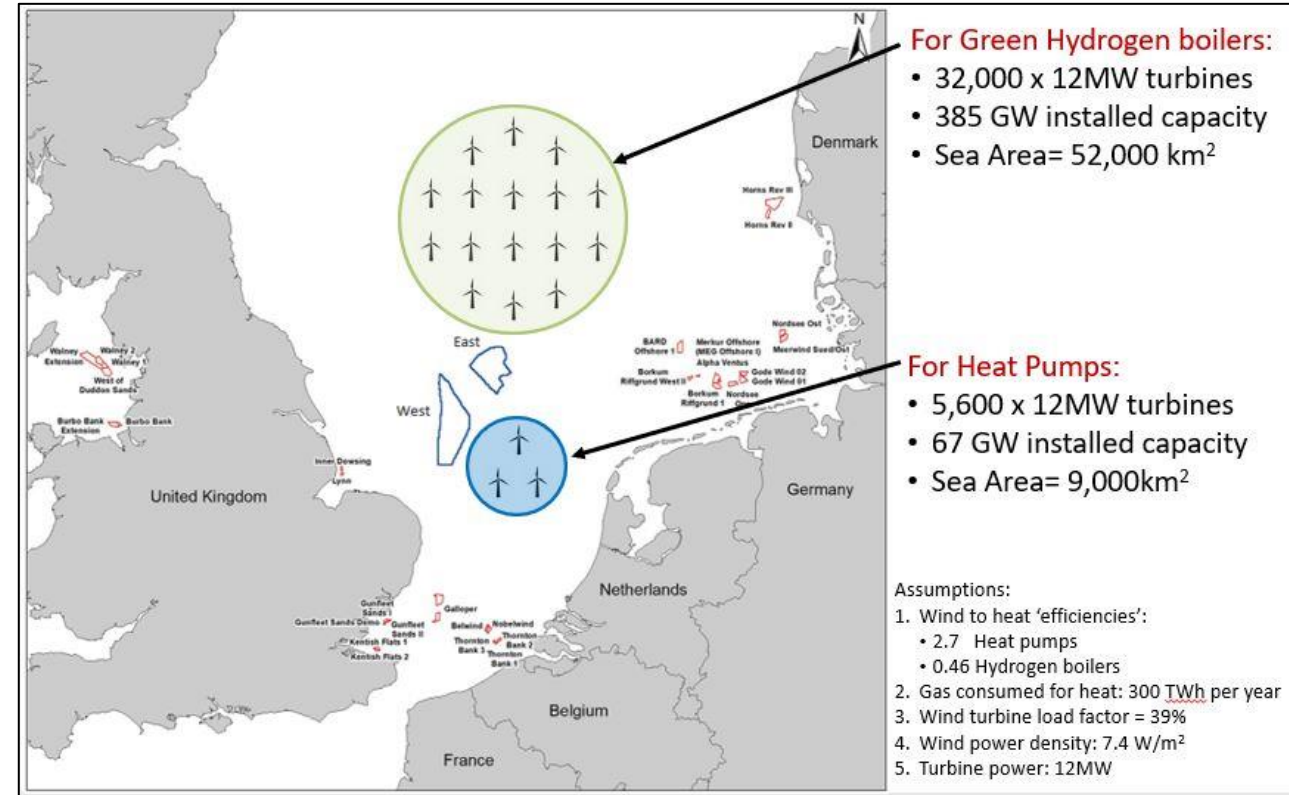 N
For Green Hydrogen boilers:
• 32,000 x 12MW turbines
• 385 GW installed capacity
• Sea Area= 52,000 km²
Denmark
Horns Rev III
Horns Rev II
East
West
Nordsee Ost
Meerwind Sued/Ost
BARD
Offshore 1
Merkur Offshore
(MEG Offshore I)
Alpha Ventus
Borkum
Riffgrund West II
Gode Wind 02
Gode Wind 01
Borkum
Riffgrund 1
Nordsee
Walney
Extension
Walney 2
Walney 1
West of
Duddon Sands
Burbo Bank
Extension
Burbo Bank
Inner Dowsing
Lynn
United Kingdom
For Heat Pumps:
• 5,600 x 12MW turbines
• 67 GW installed capacity
• Sea Area= 9,000km²
Germany
Netherlands
Gunfleet
Sands I
Gunfleet Sands Demo
Gunfleet
Sands II
Kentish Flats 1
Kentish Flats 2
Galloper
Belwind
Nobelwind
Thornton
Bank 3
Thornton
Bank 2
Thornton
Bank 1
Belgium
France
Assumptions:
1. Wind to heat ‘efficiencies’:
• 2.7 Heat pumps
• 0.46 Hydrogen boilers
2. Gas consumed for heat: 300 TWh per year
3. Wind turbine load factor = 39%
4. Wind power density: 7.4 W/m²
5. Turbine power: 12MW